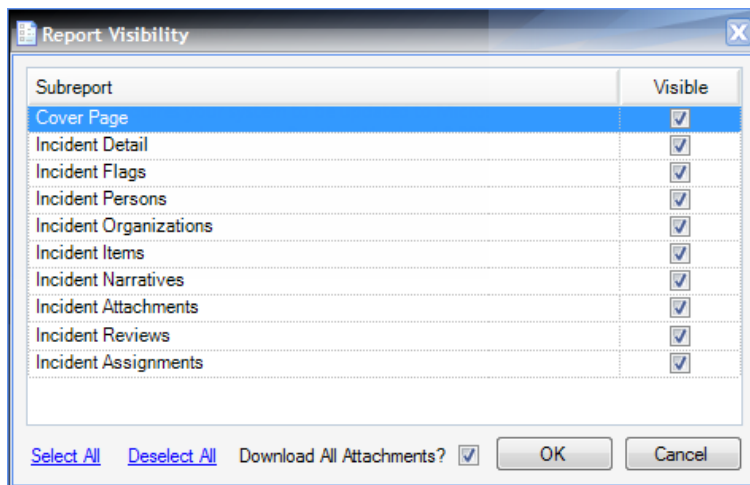 Report Visibility
Subreport Visible
Cover Page
Incident Detail
Incident Flags
Incident Persons
Incident Organizations
Incident Items
Incident Narratives
Incident Attachments
Incident Reviews
Incident Assignments
Select All Deselect All Download All Attachments? OK Cancel